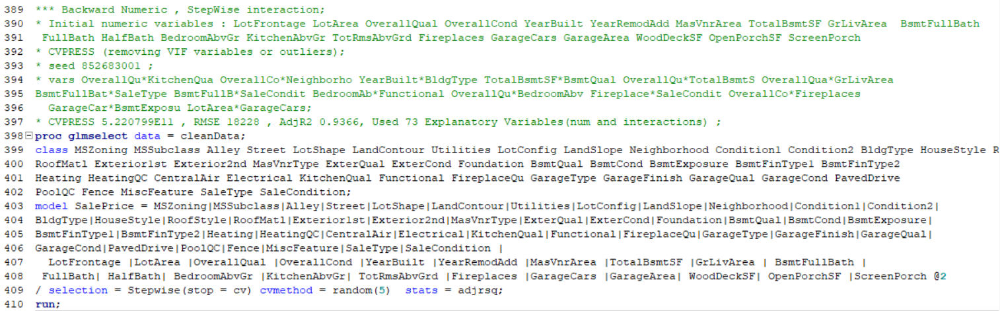 389 *** Backward Numeric , StepWise interaction;
390 * Initial numeric variables : LotFrontage LotArea OverallQual OverallCond YearBuilt YearRemodAdd MasVnrArea TotalBsmtSF GrLivArea  BsmtFullBath
391 FullBath HalfBath BedroomAbvGr KitchenAbvGr TotRmsAbvGrd Fireplaces GarageCars GarageArea WoodDeckSF OpenPorchSF ScreenPorch
392 * CVPRESS (removing VIF variables or outliers);
393 * seed 852683001 ;
394 * vars OverallQu*KitchenQua OverallCo*Neighborho YearBuilt*BldgType TotalBsmtSF*BsmtQual OverallQu*TotalBsmtS OverallQua*GrLivArea
395 BsmtFullBat*SaleType BsmtFullB*SaleCondit BedroomAb*Functional OverallQu*BedroomAbv Fireplace*SaleCondit OverallCo*Fireplaces
396 GarageCar*BsmtExposu LotArea*GarageCars;
397 * CVPRESS 5.220799E11 , RMSE 18228 , AdjR2 0.9366, Used 73 Explanatory Variables(num and interactions) ;
398 proc glmselect data = cleanData;
399 class MSZoning MSSubclass Alley Street LotShape LandContour Utilities LotConfig LandSlope Neighborhood Condition1 Condition2 BldgType HouseStyle R
400 RoofMatl Exterior1st Exterior2nd MasVnrType ExterQual ExterCond Foundation BsmtQual BsmtCond BsmtExposure BsmtFinType1 BsmtFinType2
401 Heating HeatingQC CentralAir Electrical KitchenQual Functional FireplaceQu GarageType GarageFinish GarageQual GarageCond PavedDrive
402 PoolQC Fence MiscFeature SaleType SaleCondition;
403 model SalePrice = MSZoning|MSSubclass|Alley|Street|LotShape|LandContour|Utilities|LotConfig|LandSlope|Neighborhood|Condition1|Condition2|
404 BldgType|HouseStyle|RoofStyle|RoofMatl|Exterior1st|Exterior2nd|MasVnrType|ExterQual|ExterCond|Foundation|BsmtQual|BsmtCond|BsmtExposure|
405 BsmtFinType1|BsmtFinType2|Heating|HeatingQC|CentralAir|Electrical|KitchenQual|Functional|FireplaceQu|GarageType|GarageFinish|GarageQual|
406 GarageCond|PavedDrive|PoolQC|Fence|MiscFeature|SaleType|SaleCondition |
407 LotFrontage |LotArea |OverallQual |OverallCond |YearBuilt |YearRemodAdd |MasVnrArea |TotalBsmtSF |GrLivArea | BsmtFullBath |
408 FullBath| HalfBath| BedroomAbvGr |KitchenAbvGr| TotRmsAbvGrd |Fireplaces |GarageCars |GarageArea| WoodDeckSF| OpenPorchSF |ScreenPorch @2
409 / selection = Stepwise(stop = cv) cvmethod = random(5)  stats = adjrsq;
410 run;